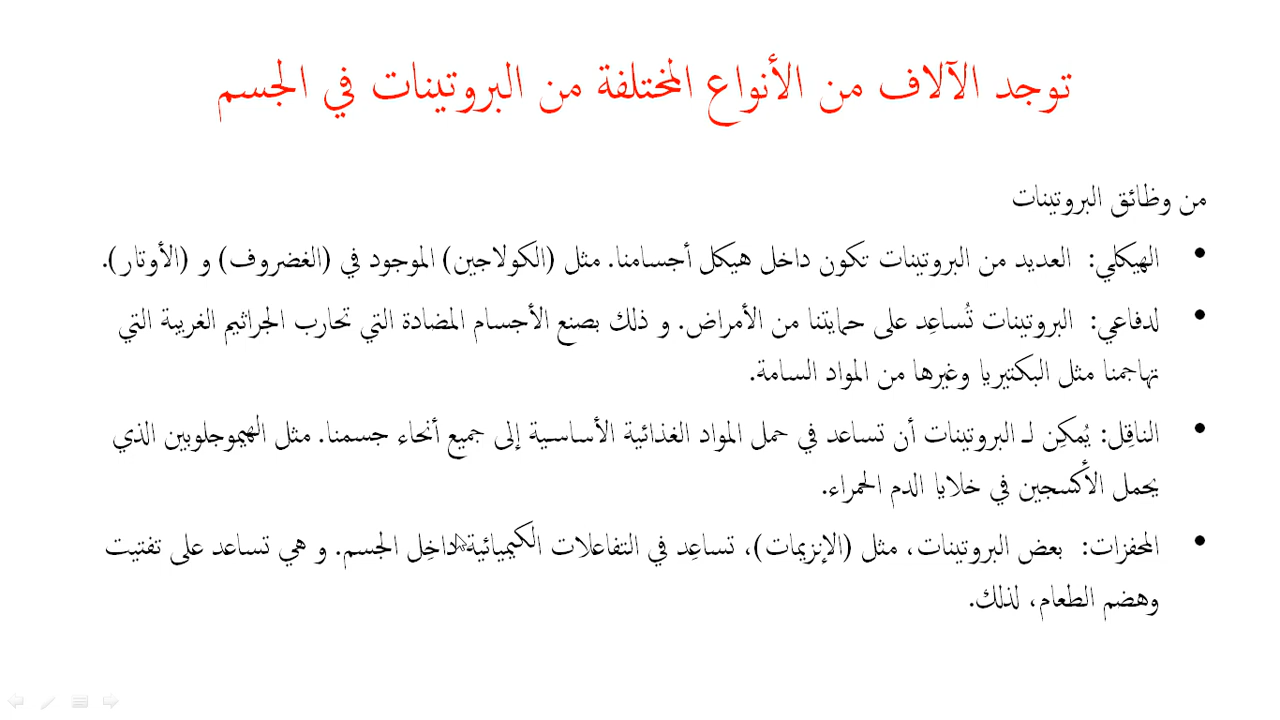 توجد الآلاف من الأنواع المختلفة من البروتينات في الجسم
من وظائق البروتينات
• الهيكلي: العديد من البروتينات تكون داخل هيكل أجسامنا. مثل (الكولاجين) الموجود في (الغضروف) و (الأوتار).
• لدفاعي: البروتينات تُساعِد على حمايتنا من الأمراض. و ذلك بصنع الأجسام المضادة التي تحارب الجراثيم الغريبة التي
تهاجمنا مثل البكتيريا وغيرها من المواد السامة.
• الناقِل: يُمكِن لـ البروتينات أن تساعد في حمل المواد الغذائية الأساسية إلى جميع أنحاء جسمنا. مثل الهيموجلوبين الذي
يحمل الأكسجين في خلايا الدم الحمراء.
• المحفزات: بعض البروتينات، مثل (الإنزيمات)، تساعِد في التفاعلات الكيميائية داخِل الجسم. و هي تساعد على تفتيت
وهضم الطعام، لذلك.